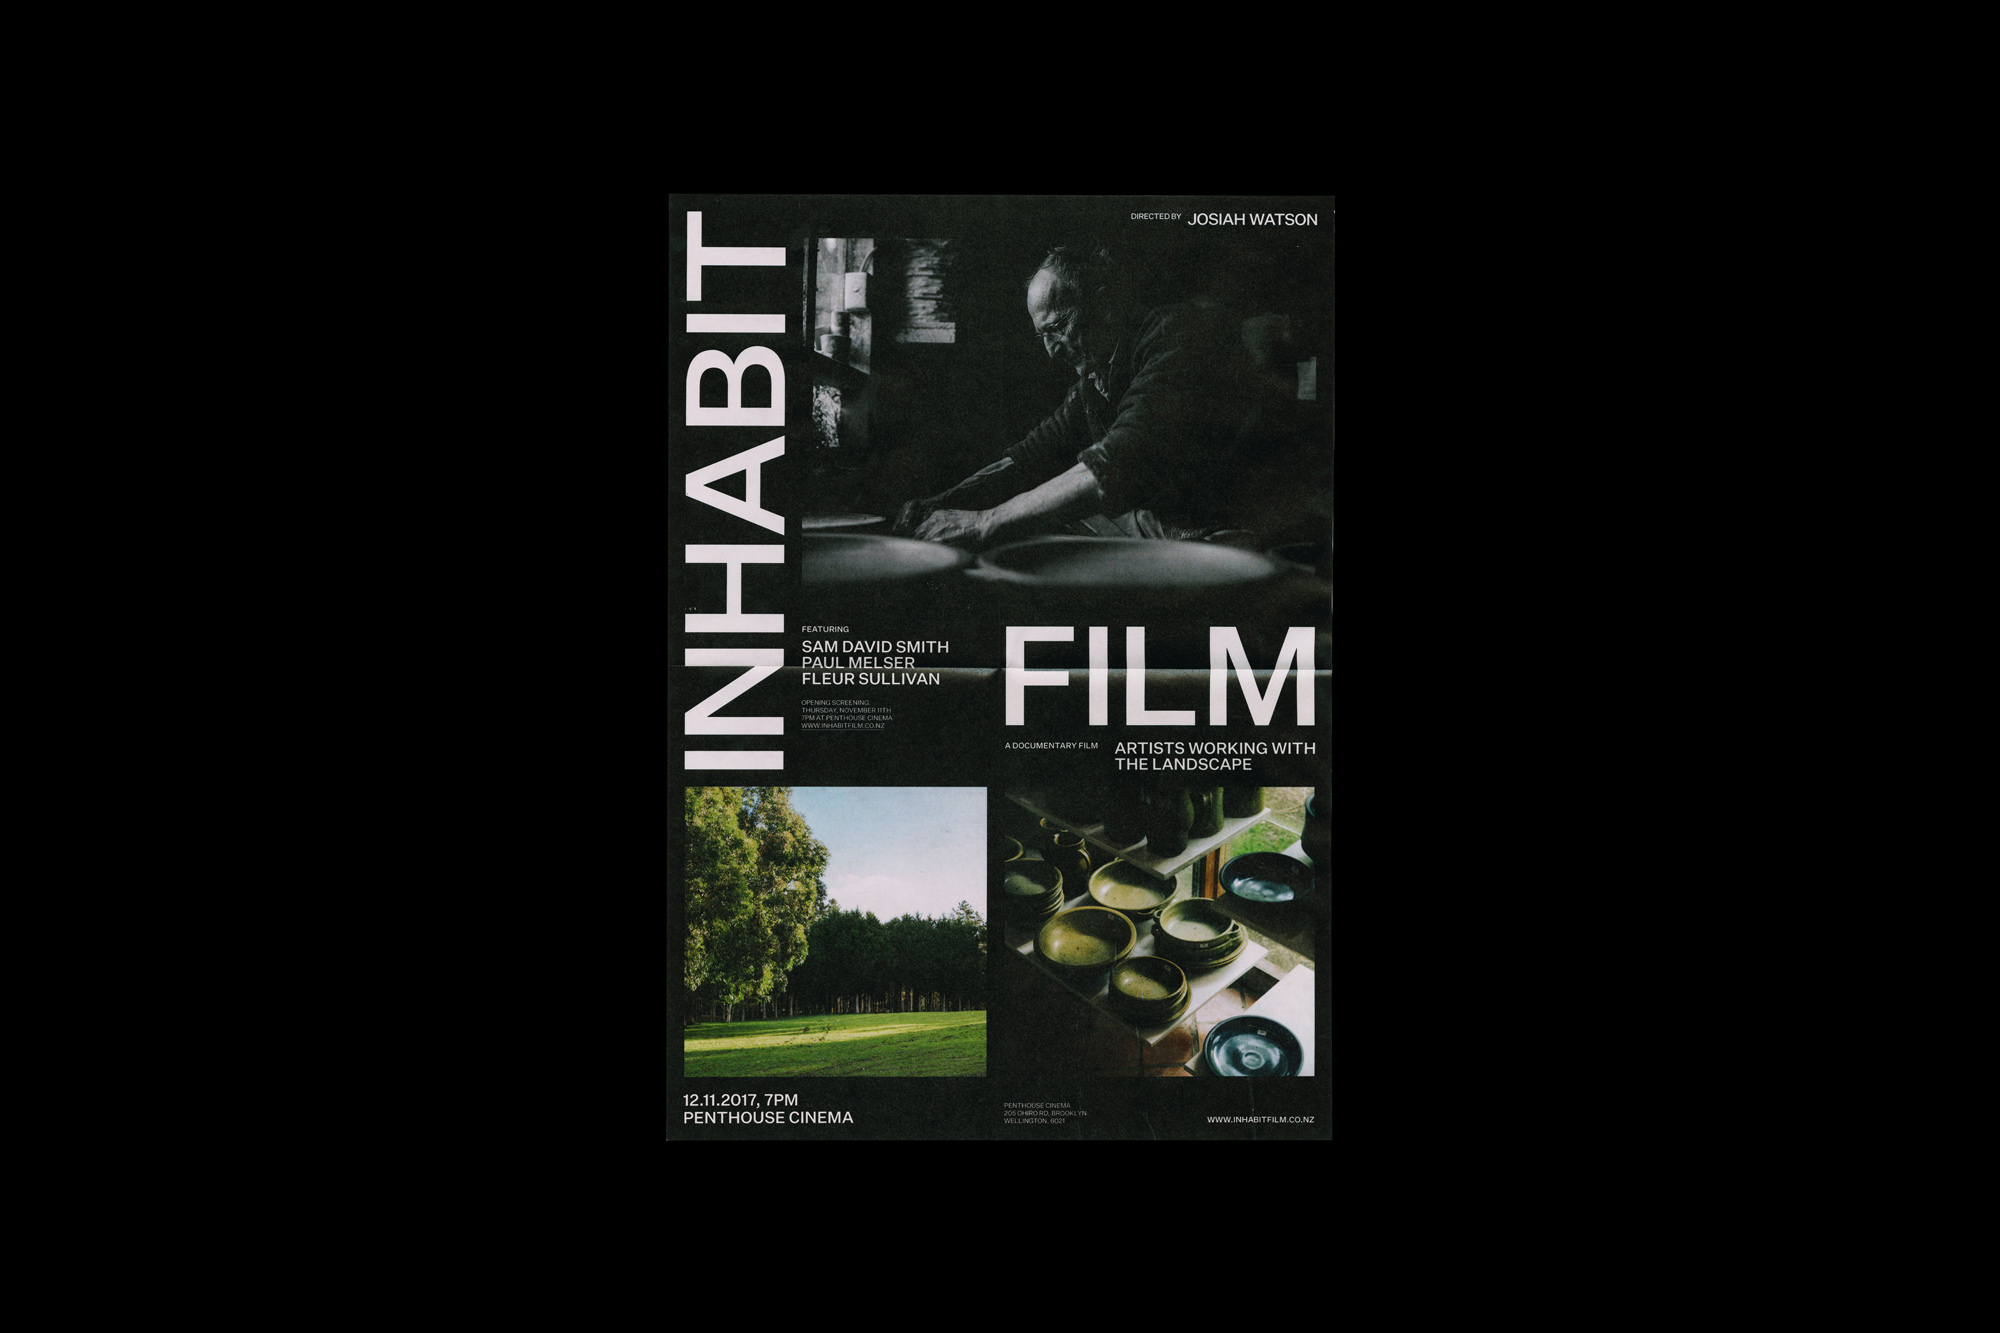 INHABIT
DIRECTED BY JOSIAH WATSON
FEATURING
SAM DAVID SMITH
PAUL MELSER
FLEUR SULLIVAN
OPENING SCREENING:
THURSDAY, NOVEMBER 11TH
7PM AT PENTHOUSE CINEMA
WWW.INHABITFILM.CO.NZ
FILM
A DOCUMENTARY FILM
ARTISTS WORKING WITH
THE LANDSCAPE
12.11.2017, 7PM
PENTHOUSE CINEMA
PENTHOUSE CINEMA
205 OHIRO RD, BROOKLYN
WELLINGTON, 6021
WWW.INHABITFILM.CO.NZ